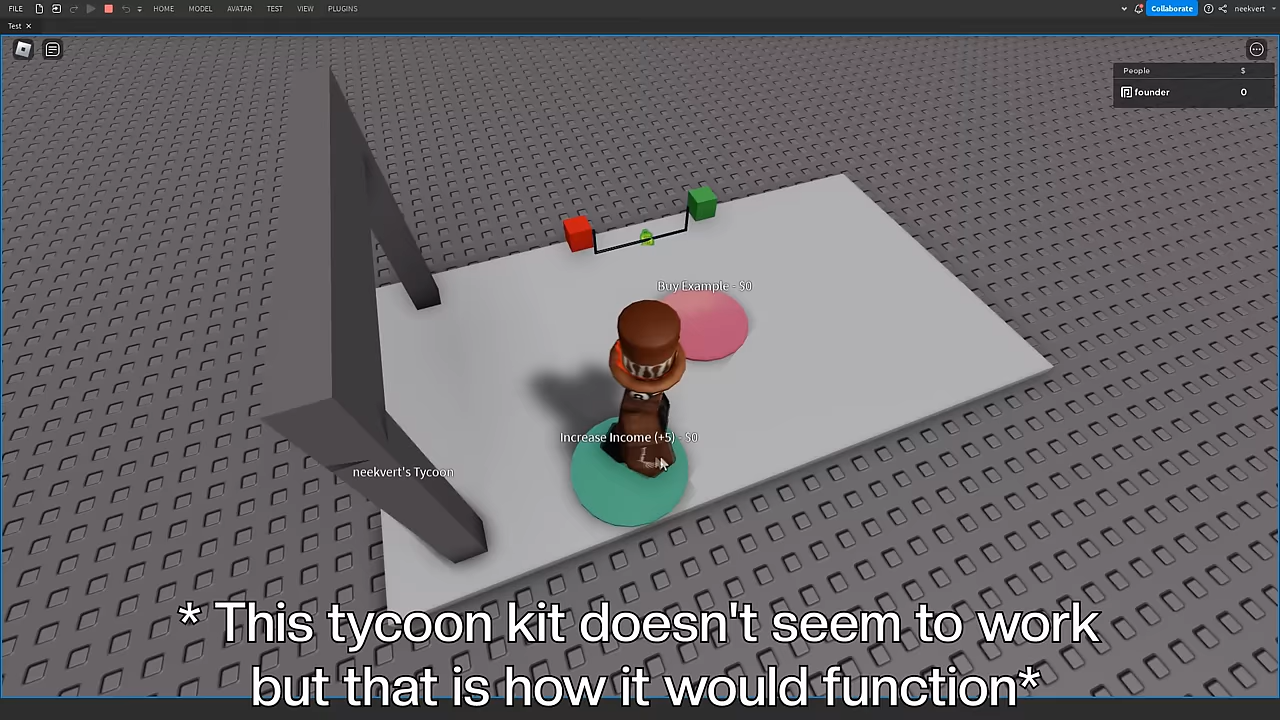 FILE HOME MODEL AVATAR TEST VIEW PLUGINS Collaborate neekvert
Test
People $
founder 0
Buy Example - $0
Increase Income (+5) - $0
neekvert's Tycoon
* This tycoon kit doesn't seem to work
but that is how it would function*